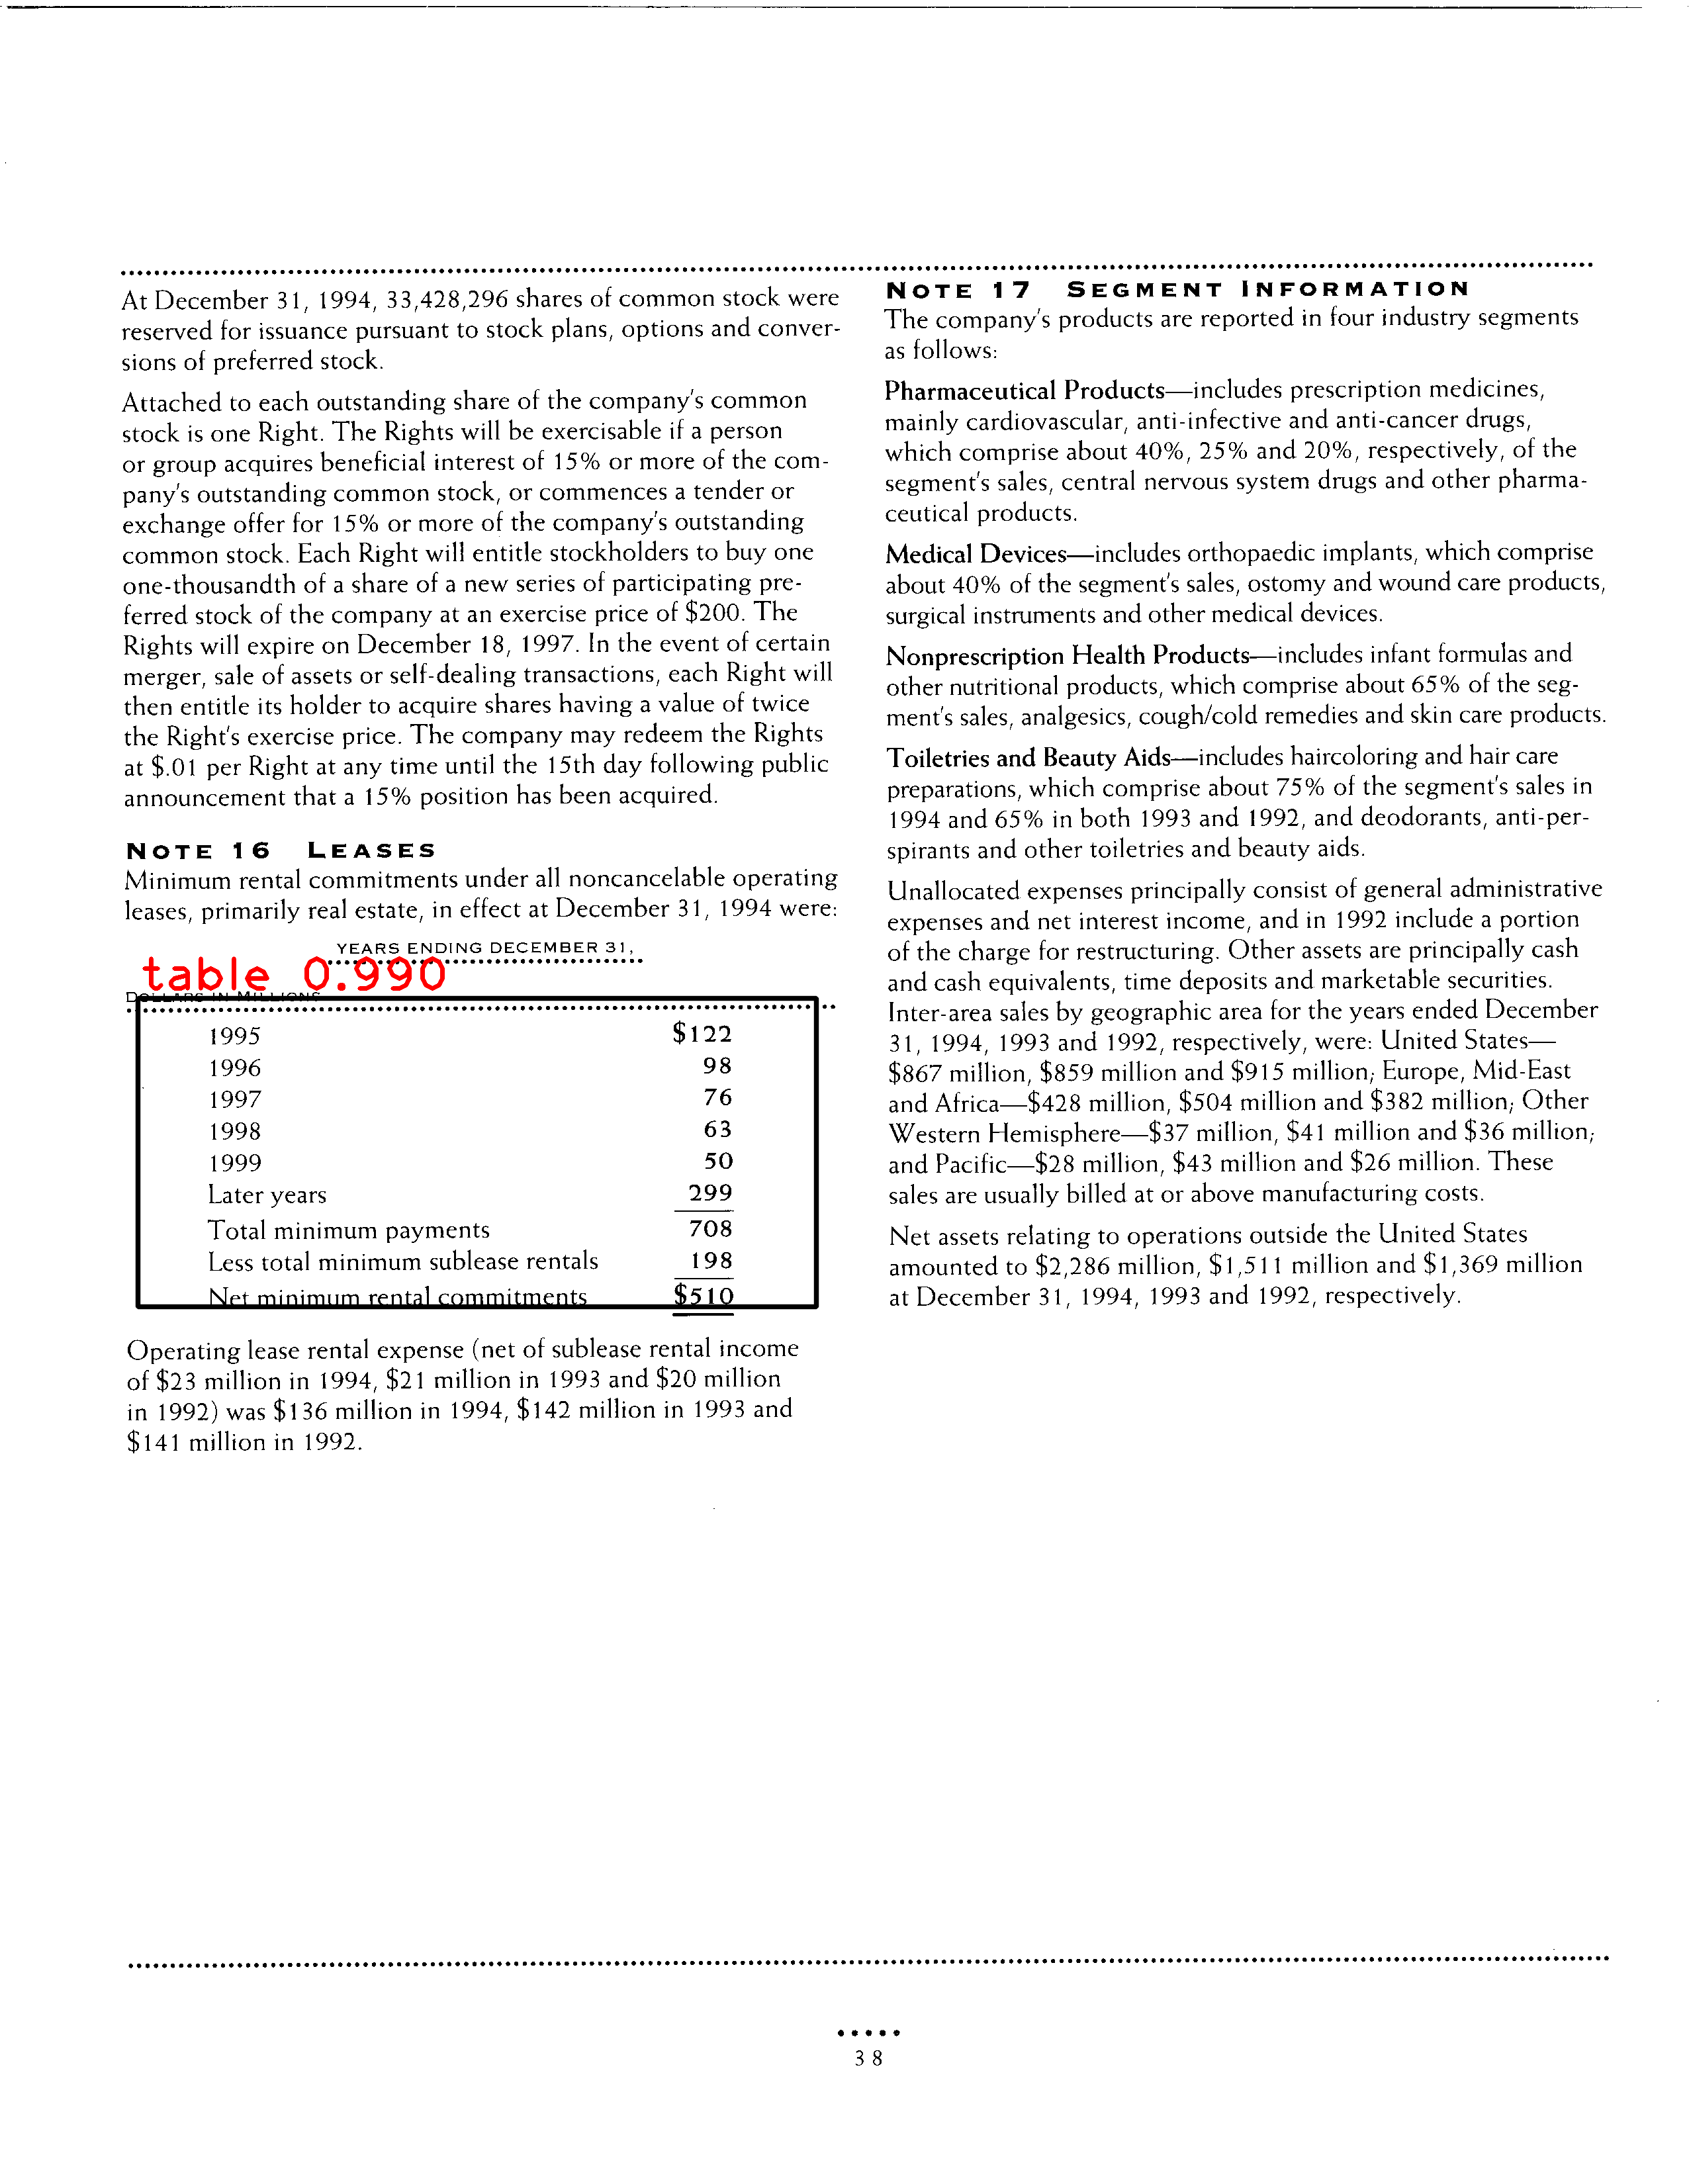 At December 31, 1994, 33,428,296 shares of common stock were
reserved for issuance pursuant to stock plans, options and conver-
sions of preferred stock.
Attached to each outstanding share of the company's common
stock is one Right. The Rights will be exercisable if a person
or group acquires beneficial interest of 15% or more of the com-
pany's outstanding common stock, or commences a tender or
exchange offer for 15% or more of the company's outstanding
common stock. Each Right will entitle stockholders to buy one
one-thousandth of a share of a new series of participating pre-
ferred stock of the company at an exercise price of $200. The
Rights will expire on December 18, 1997. In the event of certain
merger, sale of assets or self-dealing transactions, each Right will
then entitle its holder to acquire shares having a value of twice
the Right's exercise price. The company may redeem the Rights
at $.01 per Right at any time until the 15th day following public
announcement that a 15% position has been acquired.
NOTE 16 LEASES
Minimum rental commitments under all noncancelable operating
leases, primarily real estate, in effect at December 31, 1994 were:
YEARS ENDING DECEMBER 31,
table 0.990
DOLLARS IN MILLIONS
1995 $122
1996 98
1997 76
1998 63
1999 50
Later years 299
Total minimum payments 708
Less total minimum sublease rentals 198
Net minimum rental commitments $510
Operating lease rental expense (net of sublease rental income
of $23 million in 1994, $21 million in 1993 and $20 million
in 1992) was $136 million in 1994, $142 million in 1993 and
$141 million in 1992.
NOTE 17 SEGMENT INFORMATION
The company's products are reported in four industry segments
as follows:
Pharmaceutical Products—includes prescription medicines,
mainly cardiovascular, anti-infective and anti-cancer drugs,
which comprise about 40%, 25% and 20%, respectively, of the
segment's sales, central nervous system drugs and other pharma-
ceutical products.
Medical Devices—includes orthopaedic implants, which comprise
about 40% of the segment's sales, ostomy and wound care products,
surgical instruments and other medical devices.
Nonprescription Health Products—includes infant formulas and
other nutritional products, which comprise about 65% of the seg-
ment's sales, analgesics, cough/cold remedies and skin care products.
Toiletries and Beauty Aids—includes haircoloring and hair care
preparations, which comprise about 75% of the segment's sales in
1994 and 65% in both 1993 and 1992, and deodorants, anti-per-
spirants and other toiletries and beauty aids.
Unallocated expenses principally consist of general administrative
expenses and net interest income, and in 1992 include a portion
of the charge for restructuring. Other assets are principally cash
and cash equivalents, time deposits and marketable securities.
Inter-area sales by geographic area for the years ended December
31, 1994, 1993 and 1992, respectively, were: United States—
$867 million, $859 million and $915 million; Europe, Mid-East
and Africa—$428 million, $504 million and $382 million; Other
Western Hemisphere—$37 million, $41 million and $36 million;
and Pacific—$28 million, $43 million and $26 million. These
sales are usually billed at or above manufacturing costs.
Net assets relating to operations outside the United States
amounted to $2,286 million, $1,511 million and $1,369 million
at December 31, 1994, 1993 and 1992, respectively.
38